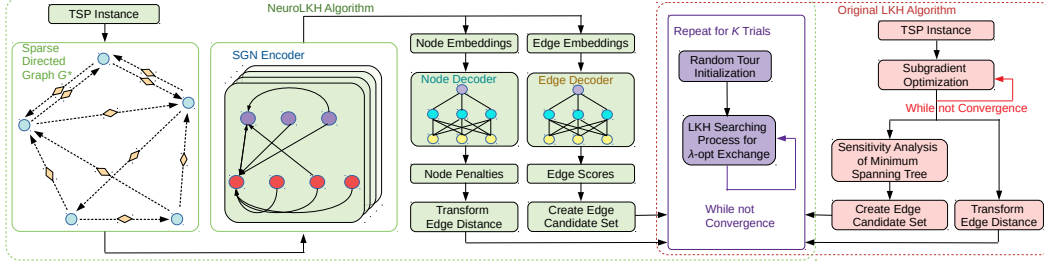 NeuroLKH Algorithm
TSP Instance
Sparse
Directed
Graph G*
SGN Encoder
Node Embeddings
Node Decoder
Node Penalties
Transform
Edge Distance
Edge Embeddings
Edge Decoder
Edge Scores
Create Edge
Candidate Set
Repeat for K Trials
Random Tour
Initialization
LKH Searching
Process for
λ-opt Exchange
While not
Convergence
Original LKH Algorithm
TSP Instance
Subgradient
Optimization
While not Convergence
Sensitivity Analysis
of Minimum
Spanning Tree
Create Edge
Candidate Set
Transform
Edge Distance